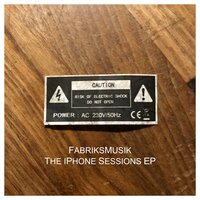 CAUTION
RISK OF ELECTRIC SHOCK
DO NOT OPEN
POWER: AC 230V/50Hz
FABRIKSMUSIK
THE IPHONE SESSIONS EP